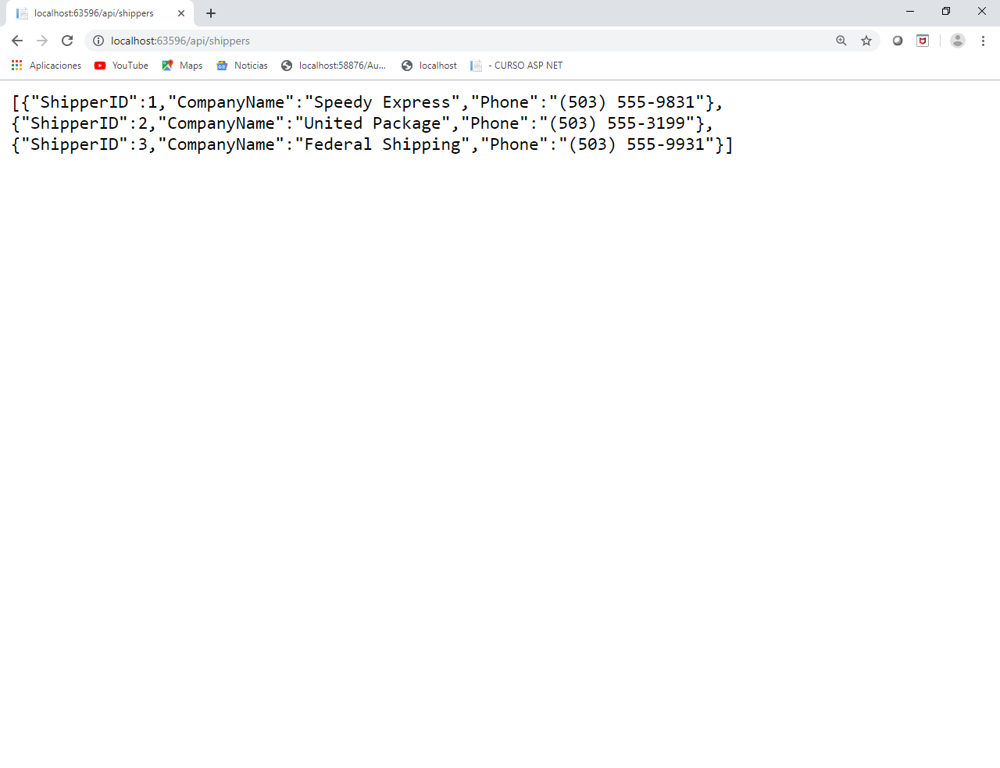 localhost:63596/api/shippers
localhost:63596/api/shippers
Aplicaciones YouTube Maps Noticias localhost:58876/Au... localhost - CURSO ASP NET
[{"ShipperID":1,"CompanyName":"Speedy Express","Phone":"(503) 555-9831"},
{"ShipperID":2,"CompanyName":"United Package","Phone":"(503) 555-3199"},
{"ShipperID":3,"CompanyName":"Federal Shipping","Phone":"(503) 555-9931"}]